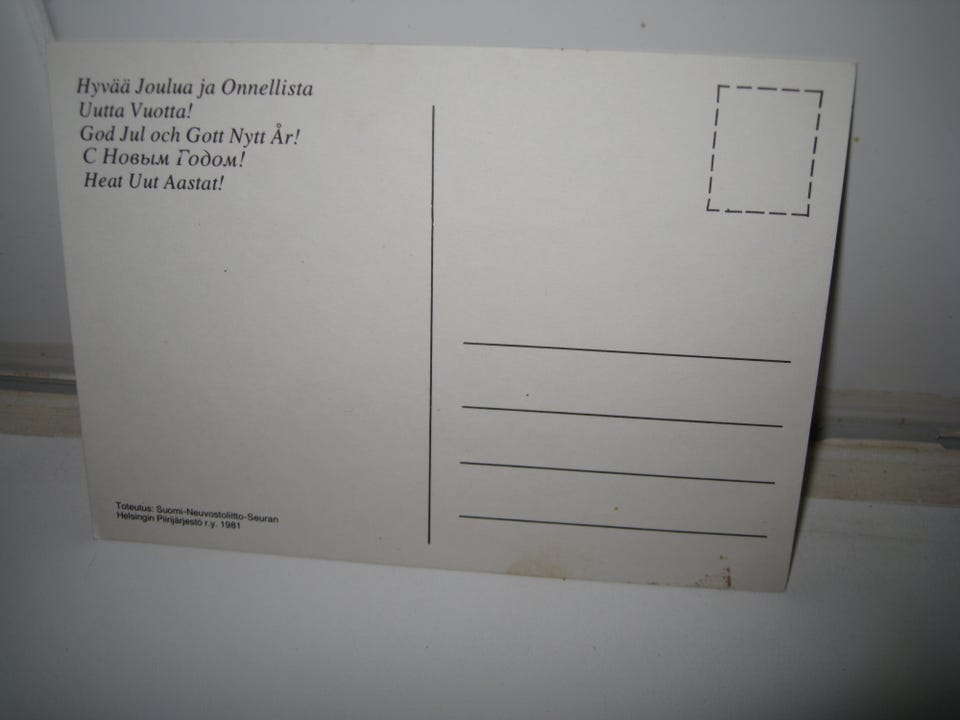 Hyvää Joulua ja Onnellista
Uutta Vuotta!
God Jul och Gott Nytt År!
С Новым Годом!
Heat Uut Aastat!
Toteutus: Suomi-Neuvostoliitto-Seuran
Helsingin Piirijärjestö r.y. 1981